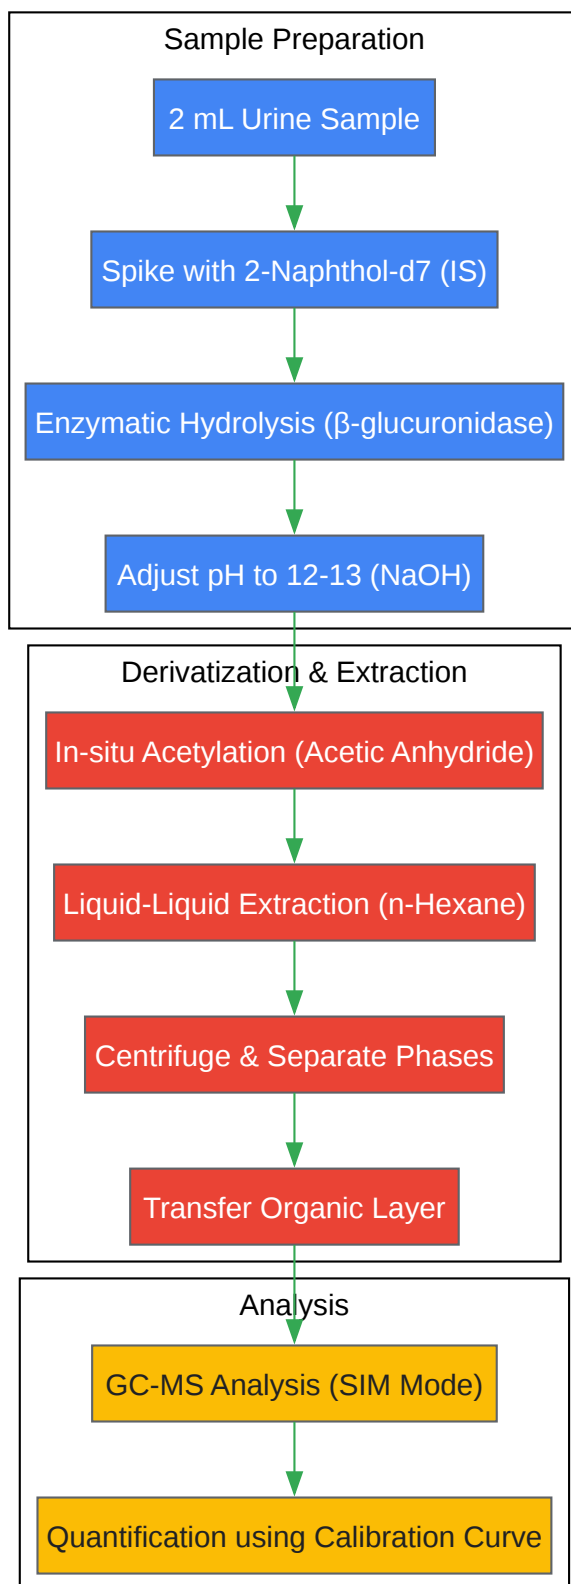 Sample Preparation
2 mL Urine Sample
Spike with 2-Naphthol-d7 (IS)
Enzymatic Hydrolysis (β-glucuronidase)
Adjust pH to 12-13 (NaOH)
Derivatization & Extraction
In-situ Acetylation (Acetic Anhydride)
Liquid-Liquid Extraction (n-Hexane)
Centrifuge & Separate Phases
Transfer Organic Layer
Analysis
GC-MS Analysis (SIM Mode)
Quantification using Calibration Curve